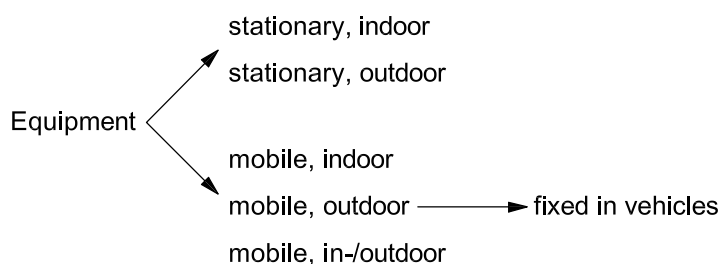 stationary, indoor
stationary, outdoor
Equipment
mobile, indoor
mobile, outdoor
fixed in vehicles
mobile, in-/outdoor